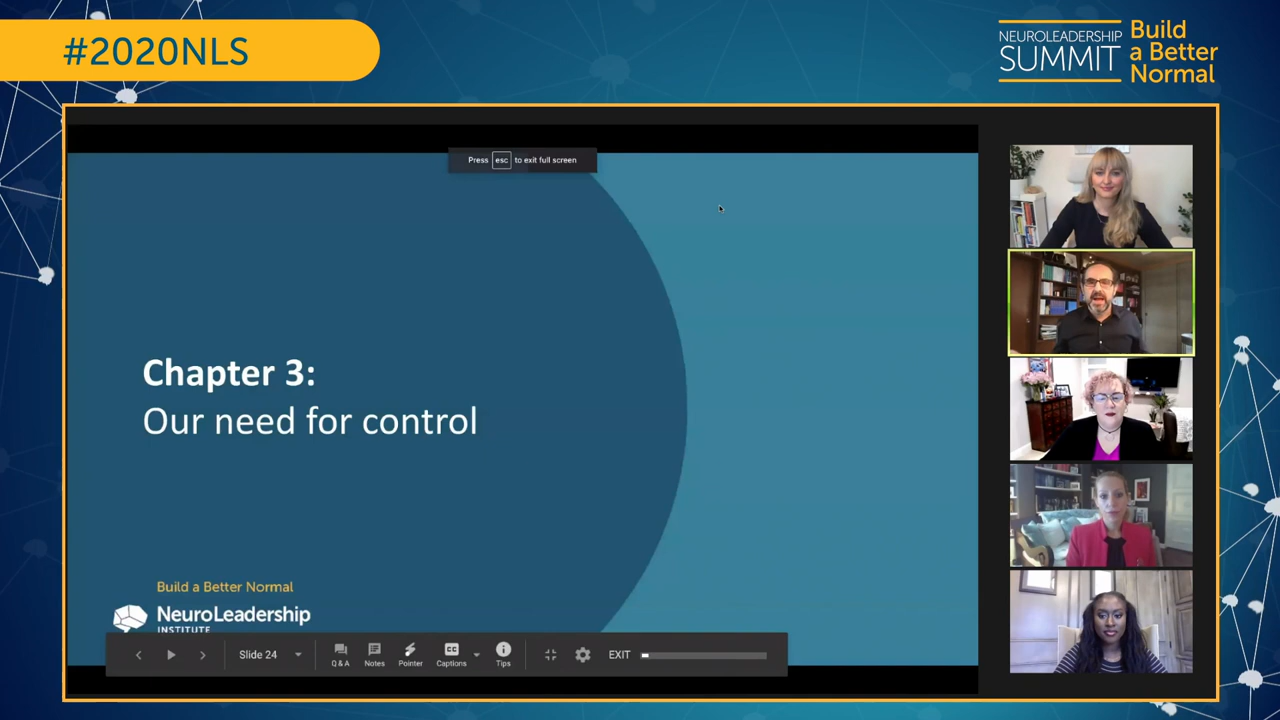 #2020NLS
NEUROLEADERSHIP
SUMMIT
Build
a Better
Normal
Press esc to exit full screen
Chapter 3:
Our need for control
Build a Better Normal
NeuroLeadership
INSTITUTE
Slide 24
Q & A
Notes
Pointer
CC
Captions
Tips
EXIT